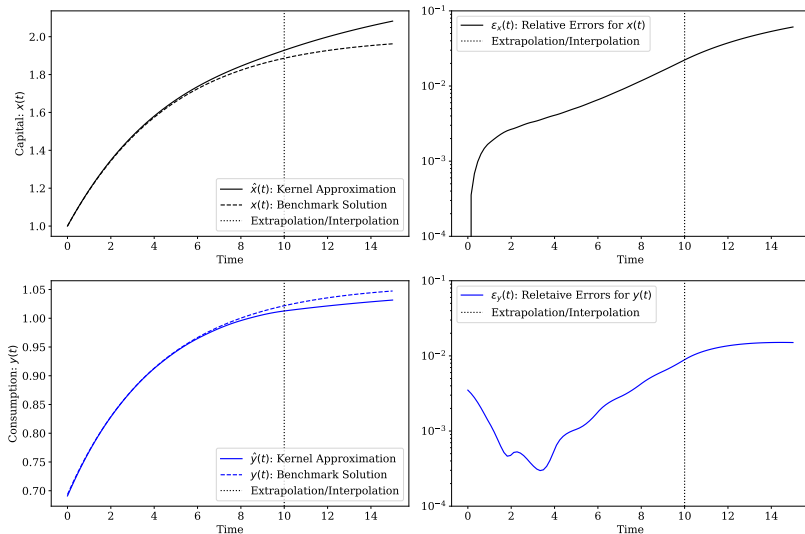 2.0
1.8
1.6
1.4
1.2
1.0
Capital: x(t)
x̂(t): Kernel Approximation
x(t): Benchmark Solution
Extrapolation/Interpolation
0 2 4 6 8 10 12 14
Time
10⁻¹
10⁻²
10⁻³
10⁻⁴
εₓ(t): Relative Errors for x(t)
Extrapolation/Interpolation
0 2 4 6 8 10 12 14
Time
1.05
1.00
0.95
0.90
0.85
0.80
0.75
0.70
Consumption: y(t)
ŷ(t): Kernel Approximation
y(t): Benchmark Solution
Extrapolation/Interpolation
0 2 4 6 8 10 12 14
Time
10⁻¹
10⁻²
10⁻³
10⁻⁴
ε_y(t): Reletaive Errors for y(t)
Extrapolation/Interpolation
0 2 4 6 8 10 12 14
Time